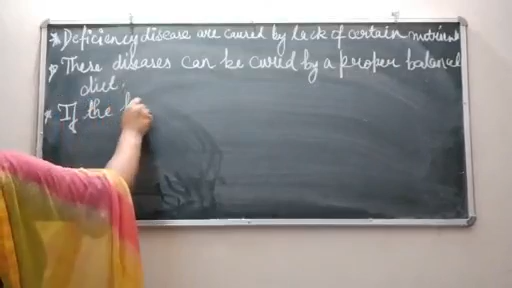 * Deficiency disease are caused by lack of certain nutrient
* These diseases can be cured by a proper balanced
diet.
* If the